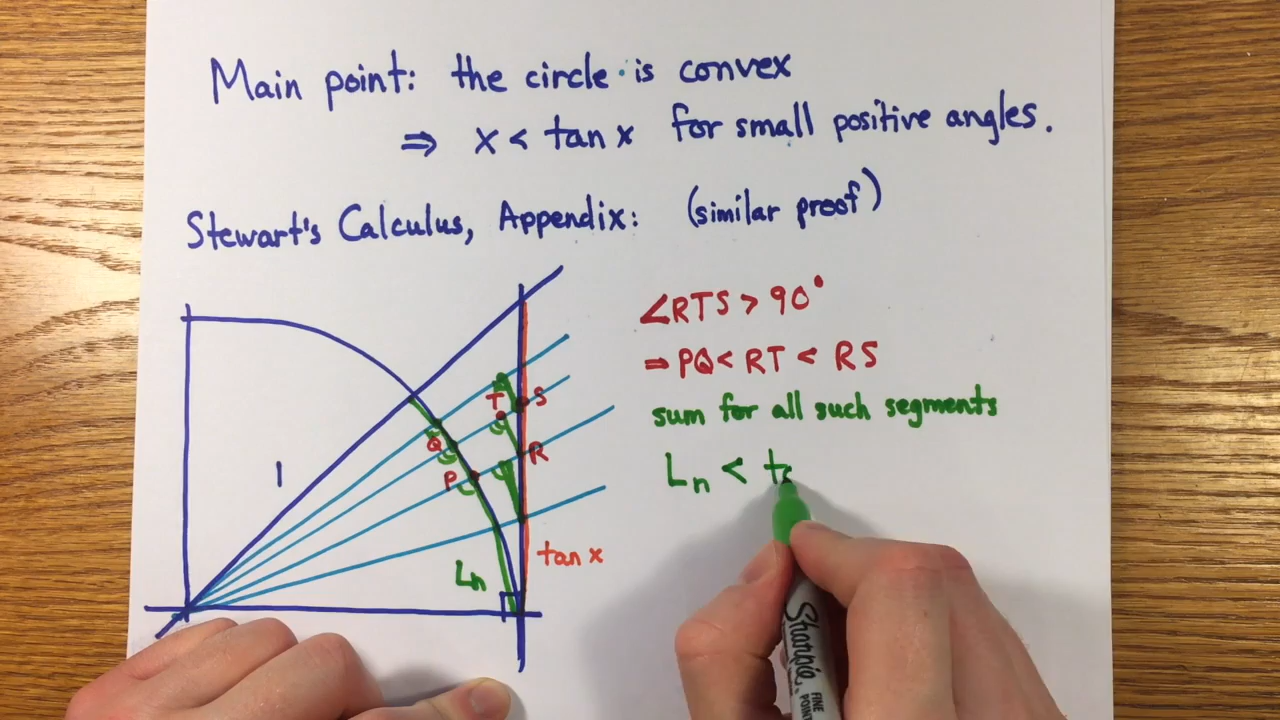 Main point: the circle is convex
⇒ x < tan x for small positive angles.
Stewart's Calculus, Appendix: (similar proof)
∠RTS > 90°
⇒ PQ < RT < RS
sum for all such segments
Ln < ta
1
T S
Q R
P
Ln
tan x
Sharpie
FINE
POINT